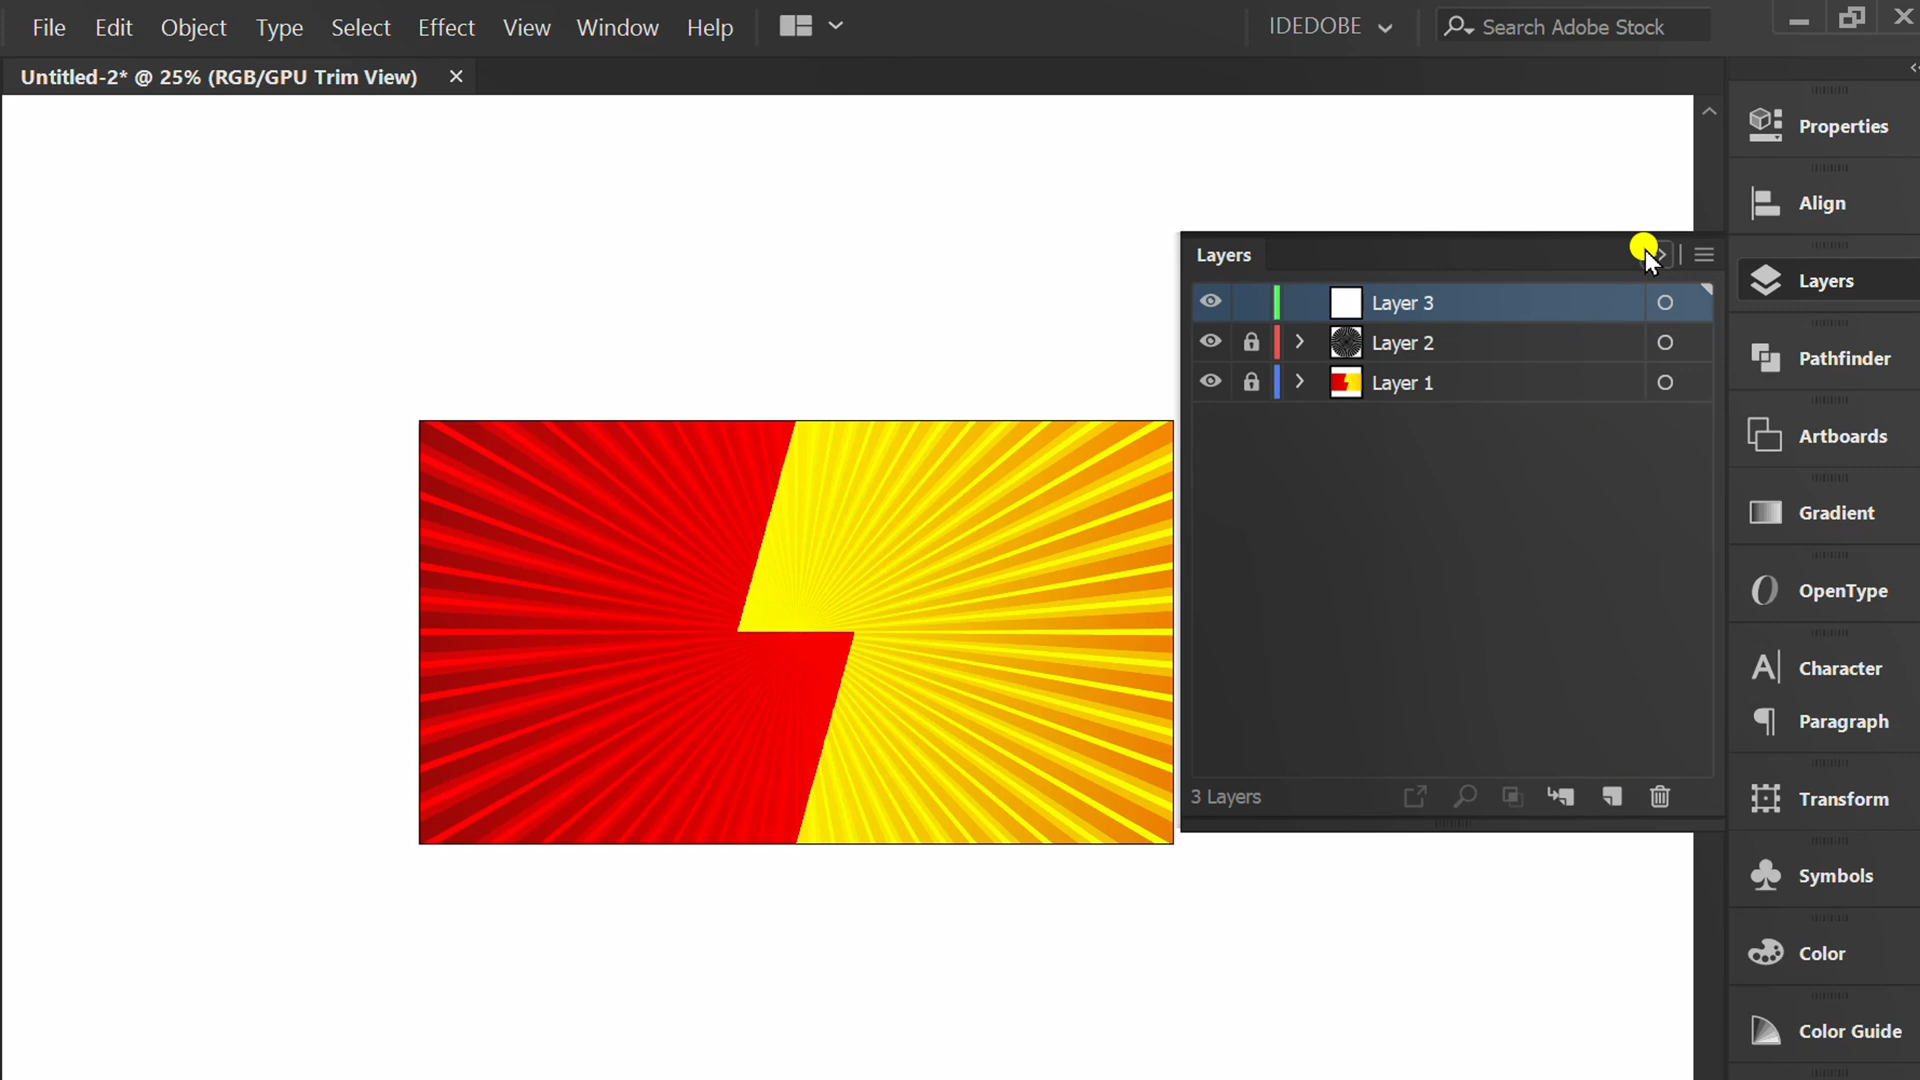 File Edit Object Type Select Effect View Window Help IDEDOBE Search Adobe Stock
Untitled-2* @ 25% (RGB/GPU Trim View)
Layers
Layer 3
Layer 2
Layer 1
3 Layers
Properties
Align
Layers
Pathfinder
Artboards
Gradient
OpenType
Character
Paragraph
Transform
Symbols
Color
Color Guide